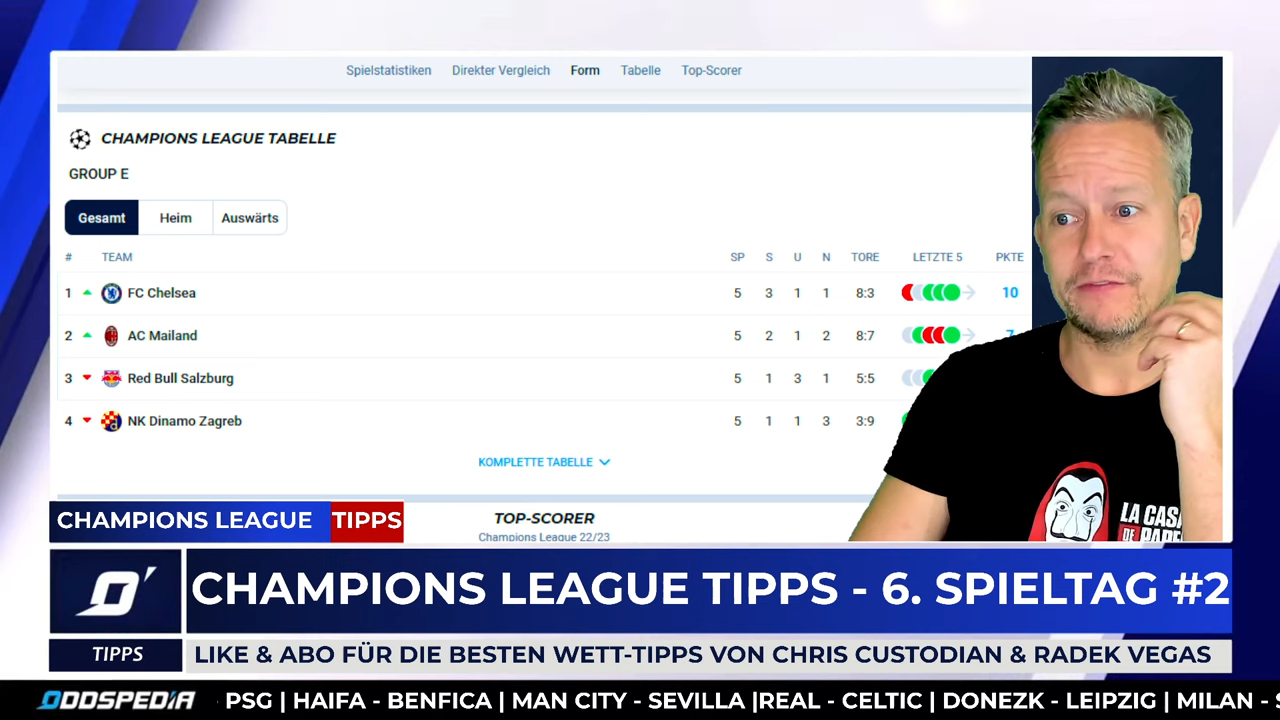 Spielstatistiken Direkter Vergleich Form Tabelle Top-Scorer
CHAMPIONS LEAGUE TABELLE
GROUP E
Gesamt Heim Auswärts
# TEAM SP S U N TORE LETZTE 5 PKTE
1 FC Chelsea 5 3 1 1 8:3 10
2 AC Mailand 5 2 1 2 8:7 7
3 Red Bull Salzburg 5 1 3 1 5:5
4 NK Dinamo Zagreb 5 1 1 3 3:9
KOMPLETTE TABELLE
TOP-SCORER
Champions League 22/23
LA CASA
DE PAPEL
CHAMPIONS LEAGUE TIPPS
CHAMPIONS LEAGUE TIPPS - 6. SPIELTAG #2
TIPPS LIKE & ABO FÜR DIE BESTEN WETT-TIPPS VON CHRIS CUSTODIAN & RADEK VEGAS
ODDSPEDIA - PSG | HAIFA - BENFICA | MAN CITY - SEVILLA |REAL - CELTIC | DONEZK - LEIPZIG | MILAN -